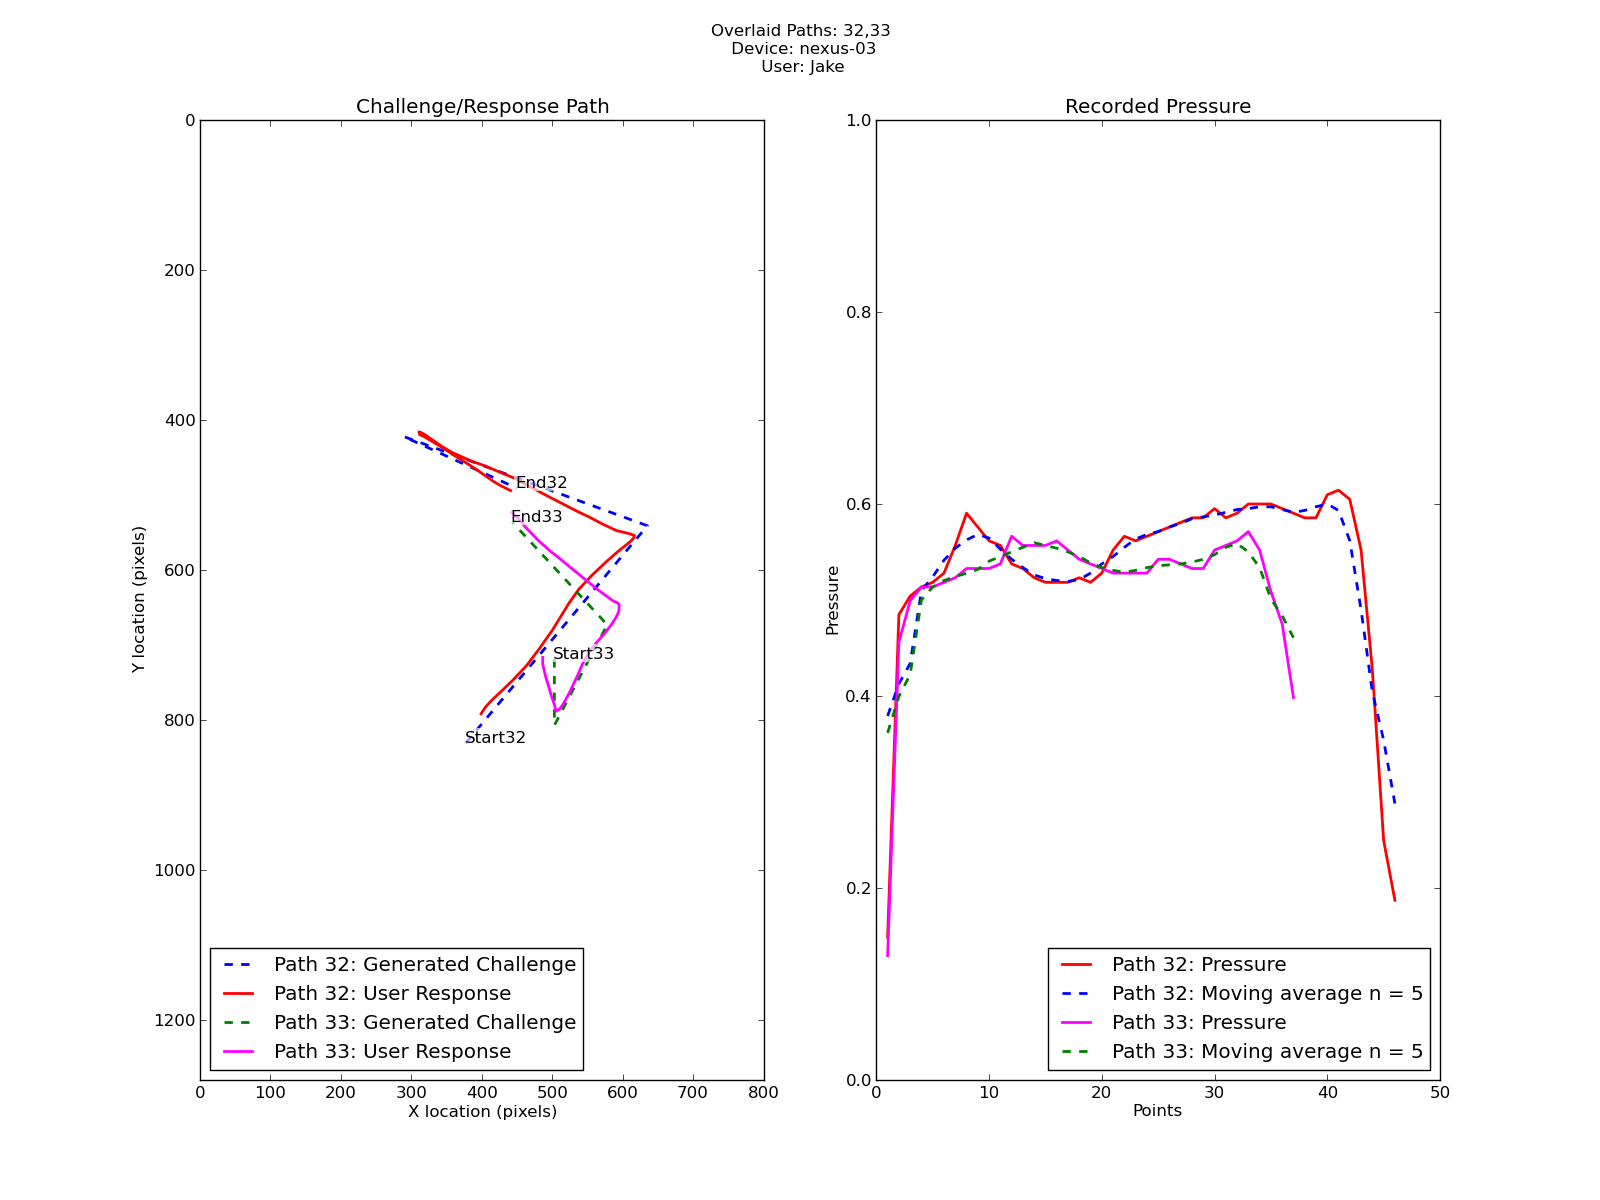 Overlaid Paths: 32,33
Device: nexus-03
User: Jake
Challenge/Response Path
0
200
400
600
800
1000
1200
Y location (pixels)
End32
End33
Start33
Start32
Path 32: Generated Challenge
Path 32: User Response
Path 33: Generated Challenge
Path 33: User Response
0 100 200 300 400 500 600 700 800
X location (pixels)
Recorded Pressure
1.0
0.8
0.6
0.4
0.2
0.0
Pressure
Path 32: Pressure
Path 32: Moving average n = 5
Path 33: Pressure
Path 33: Moving average n = 5
0 10 20 30 40 50
Points